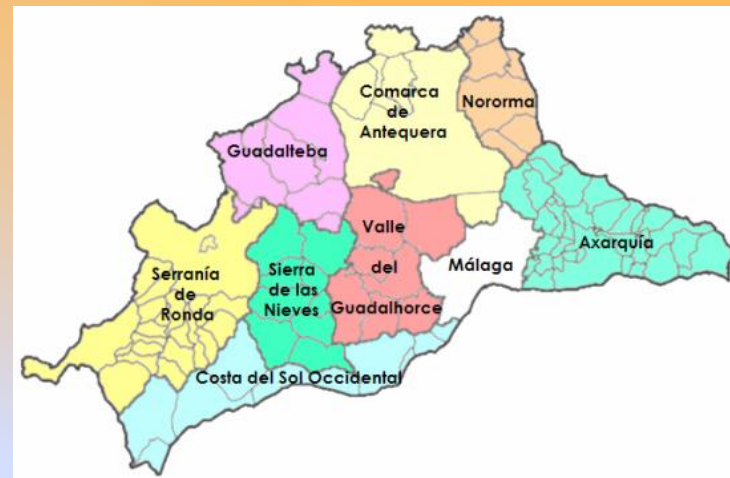 Comarca
de
Antequera
Nororma
Guadalteba
Valle
del
Guadalhorce
Axarquía
Málaga
Serranía
de
Ronda
Sierra
de las
Nieves
Costa del Sol Occidental